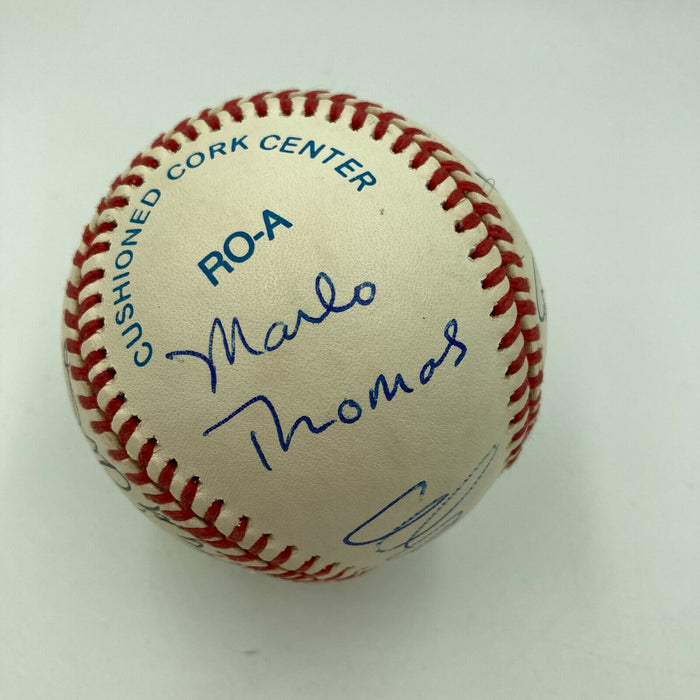 CUSHIONED CORK CENTER
RO-A
Marlo
Thomas